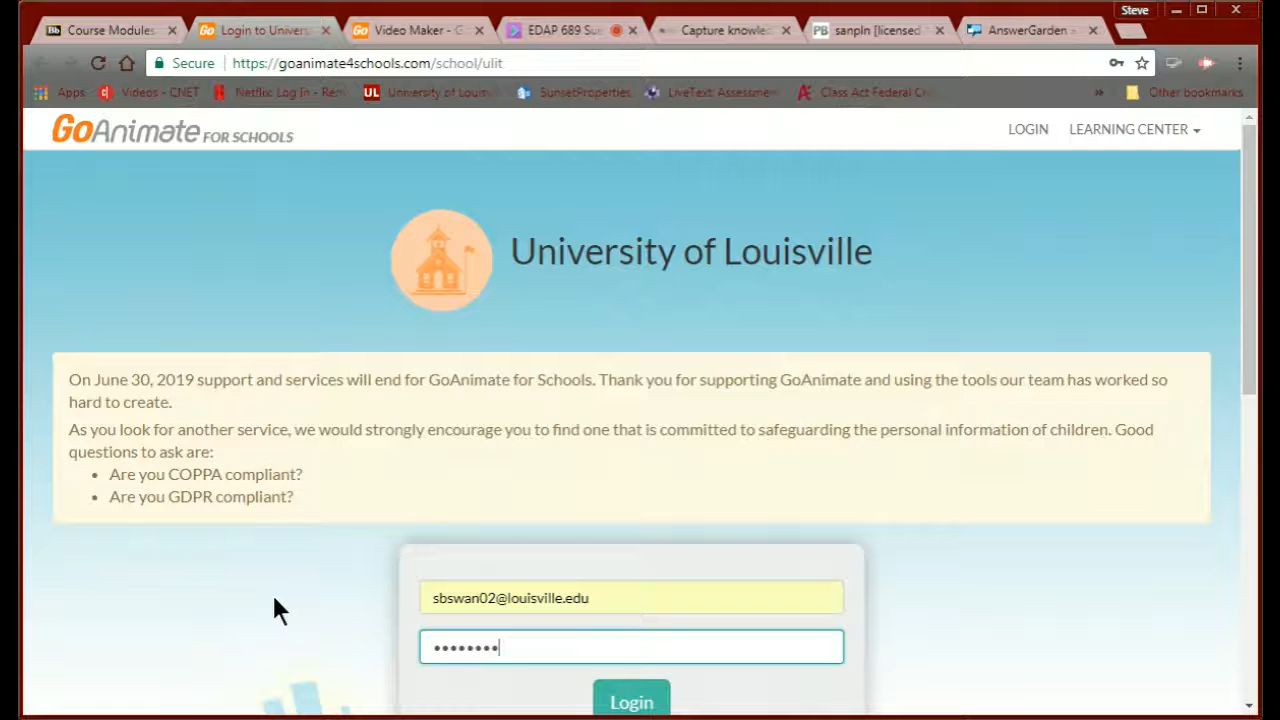 Steve
Course Modules
Login to Univers
Video Maker - G
EDAP 689 Su
Capture knowled
sanpln [licensed
AnswerGarden
Secure https://goanimate4schools.com/school/ulit
Apps Videos - CNET Netflix Log In - Rem University of Louisv SunsetProperties LiveText: Assessme Class Act Federal Cr » Other bookmarks
GoAnimate FOR SCHOOLS
LOGIN LEARNING CENTER
University of Louisville
On June 30, 2019 support and services will end for GoAnimate for Schools. Thank you for supporting GoAnimate and using the tools our team has worked so
hard to create.
As you look for another service, we would strongly encourage you to find one that is committed to safeguarding the personal information of children. Good
questions to ask are:
• Are you COPPA compliant?
• Are you GDPR compliant?
sbswan02@louisville.edu
••••••••
Login